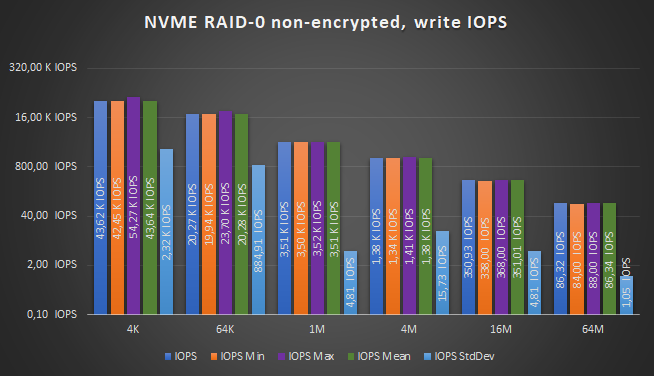 NVME RAID-0 non-encrypted, write IOPS
320,00 K IOPS
16,00 K IOPS
800,00 IOPS
40,00 IOPS
2,00 IOPS
0,10 IOPS
43,62 K IOPS
42,45 K IOPS
54,27 K IOPS
43,64 K IOPS
2,32 K IOPS
20,27 K IOPS
19,94 K IOPS
23,70 K IOPS
20,28 K IOPS
884,91 IOPS
3,51 K IOPS
3,50 K IOPS
3,52 K IOPS
3,51 K IOPS
4,81 IOPS
1,38 K IOPS
1,34 K IOPS
1,41 K IOPS
1,38 K IOPS
15,73 IOPS
350,93 IOPS
338,00 IOPS
368,00 IOPS
351,01 IOPS
4,81 IOPS
86,32 IOPS
84,00 IOPS
88,00 IOPS
86,34 IOPS
1,05 IOPS
4K 64K 1M 4M 16M 64M
IOPS IOPS Min IOPS Max IOPS Mean IOPS StdDev